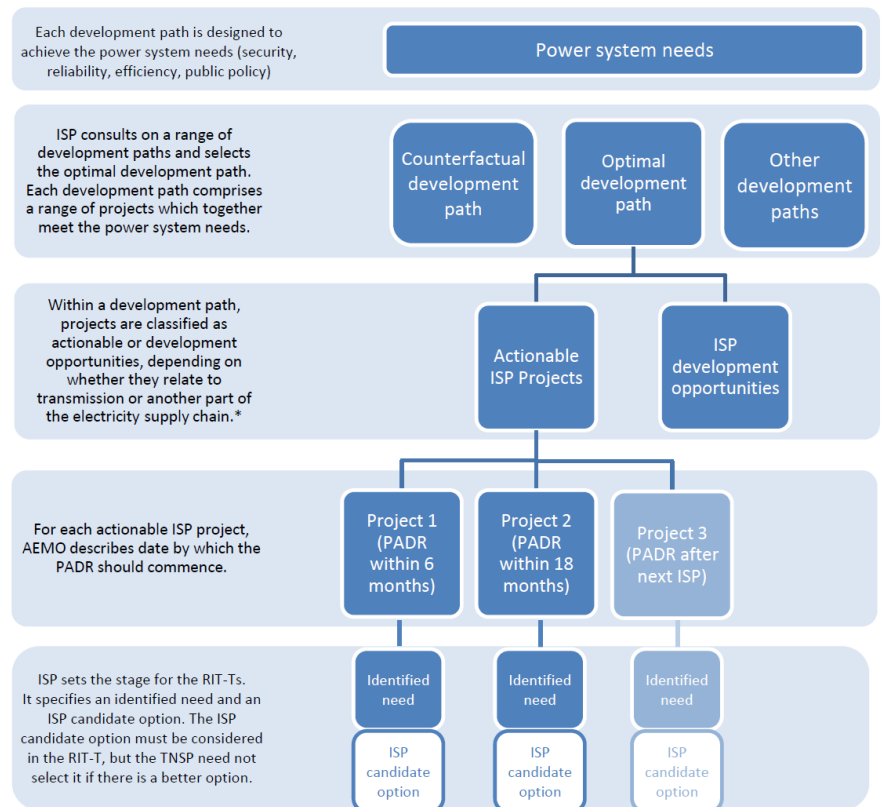 Each development path is designed to
achieve the power system needs (security,
reliability, efficiency, public policy)
Power system needs
ISP consults on a range of
development paths and selects
the optimal development path.
Each development path comprises
a range of projects which together
meet the power system needs.
Counterfactual
development
path
Optimal
development
path
Other
development
paths
Within a development path,
projects are classified as
actionable or development
opportunities, depending on
whether they relate to
transmission or another part of
the electricity supply chain.*
Actionable
ISP Projects
ISP
development
opportunities
For each actionable ISP project,
AEMO describes date by which the
PADR should commence.
Project 1
(PADR
within 6
months)
Project 2
(PADR
within 18
months)
Project 3
(PADR after
next ISP)
ISP sets the stage for the RIT-Ts.
It specifies an identified need and an
ISP candidate option. The ISP
candidate option must be considered
in the RIT-T, but the TNSP need not
select it if there is a better option.
Identified
need
ISP
candidate
option
Identified
need
ISP
candidate
option
Identified
need
ISP
candidate
option